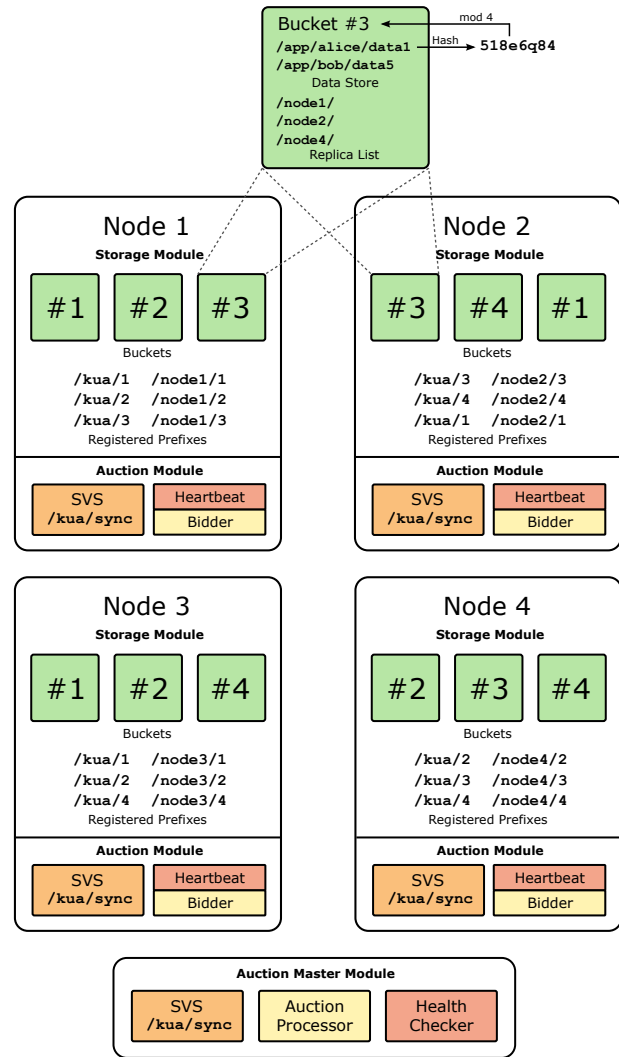 Bucket #3
mod 4
/app/alice/data1
Hash
518e6q84
/app/bob/data5
Data Store
/node1/
/node2/
/node4/
Replica List
Node 1
Storage Module
#1 #2 #3
Buckets
/kua/1 /node1/1
/kua/2 /node1/2
/kua/3 /node1/3
Registered Prefixes
Auction Module
SVS
/kua/sync
Heartbeat
Bidder
Node 2
Storage Module
#3 #4 #1
Buckets
/kua/3 /node2/3
/kua/4 /node2/4
/kua/1 /node2/1
Registered Prefixes
Auction Module
SVS
/kua/sync
Heartbeat
Bidder
Node 3
Storage Module
#1 #2 #4
Buckets
/kua/1 /node3/1
/kua/2 /node3/2
/kua/4 /node3/4
Registered Prefixes
Auction Module
SVS
/kua/sync
Heartbeat
Bidder
Node 4
Storage Module
#2 #3 #4
Buckets
/kua/2 /node4/2
/kua/3 /node4/3
/kua/4 /node4/4
Registered Prefixes
Auction Module
SVS
/kua/sync
Heartbeat
Bidder
Auction Master Module
SVS
/kua/sync
Auction
Processor
Health
Checker